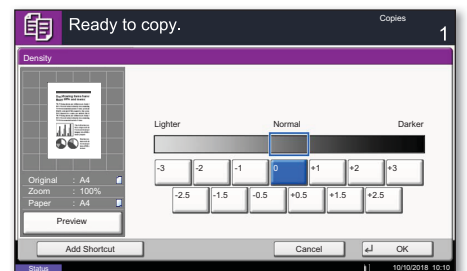 Ready to copy.
Copies
1
Density
Lighter
Normal
Darker
-3
-2
-1
0
+1
+2
+3
-2.5
-1.5
-0.5
+0.5
+1.5
+2.5
Original : A4
Zoom : 100%
Paper : A4
Preview
Add Shortcut
Cancel
OK
Status
10/10/2018 10:10